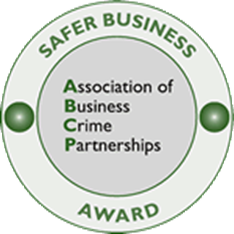 SAFER BUSINESS
Association of
Business
Crime
Partnerships
AWARD